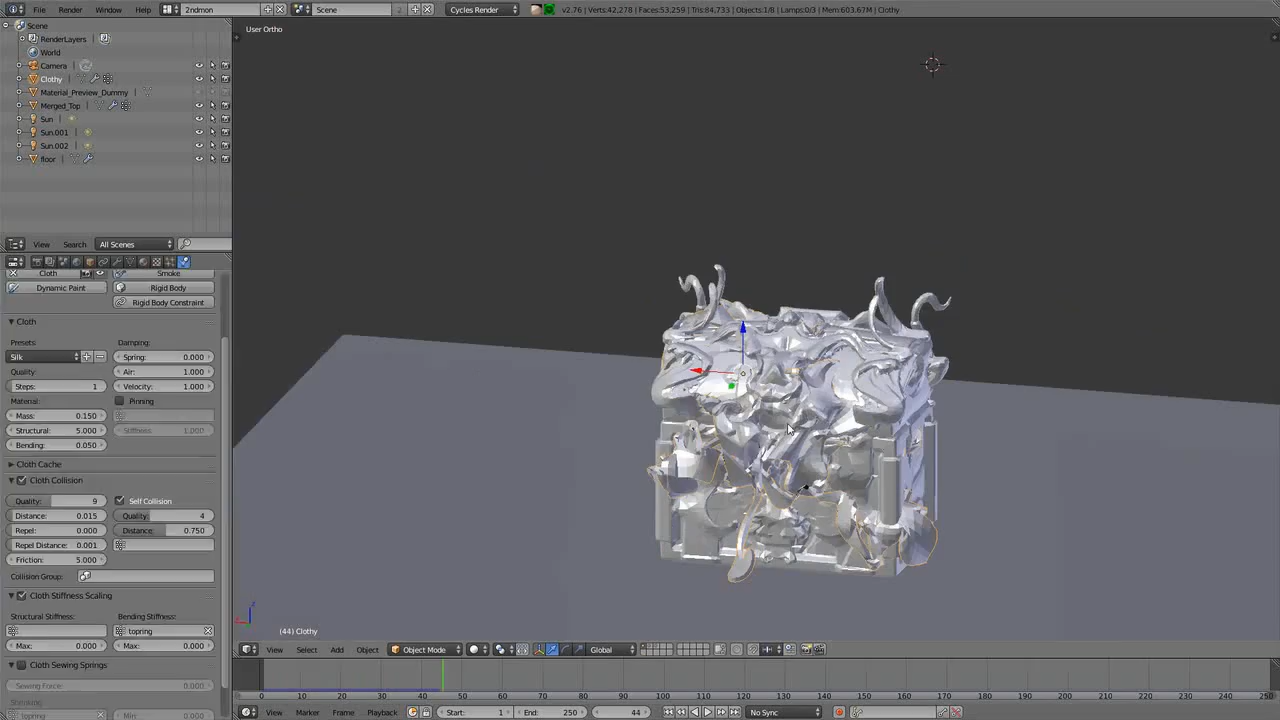 File Render Window Help 2ndmon Scene 2 Cycles Render v2.76 | Verts:42,278 | Faces:53,259 | Tris:84,733 | Objects:1/8 | Lamps:0/3 | Mem:603.67M | Clothy
Scene
RenderLayers
World
Camera
Clothy
Material_Preview_Dummy
Merged_Top
Sun
Sun.001
Sun.002
floor
View Search All Scenes
User Ortho
Cloth Smoke
Dynamic Paint Rigid Body
Rigid Body Constraint
Cloth
Presets: Damping:
Silk Spring: 0.000
Quality: Air: 1.000
Steps: 1 Velocity: 1.000
Material: Pinning
Mass: 0.150
Structural: 5.000 Stiffness: 1.000
Bending: 0.050
Cloth Cache
Cloth Collision
Quality: 9 Self Collision
Distance: 0.015 Quality: 4
Repel: 0.000 Distance: 0.750
Repel Distance: 0.001
Friction: 5.000
Collision Group:
Cloth Stiffness Scaling
Structural Stiffness: Bending Stiffness:
topring
Max: 0.000 Max: 0.000
Cloth Sewing Springs
Sewing Force: 0.000
Shrinking:
topring Min: 0.000
(44) Clothy
View Select Add Object Object Mode Global
0 10 20 30 40 50 60 70 80 90 100 110 120 130 140 150 160 170 180 190 200 210 220 230 240 250
View Marker Frame Playback Start: 1 End: 250 44 No Sync